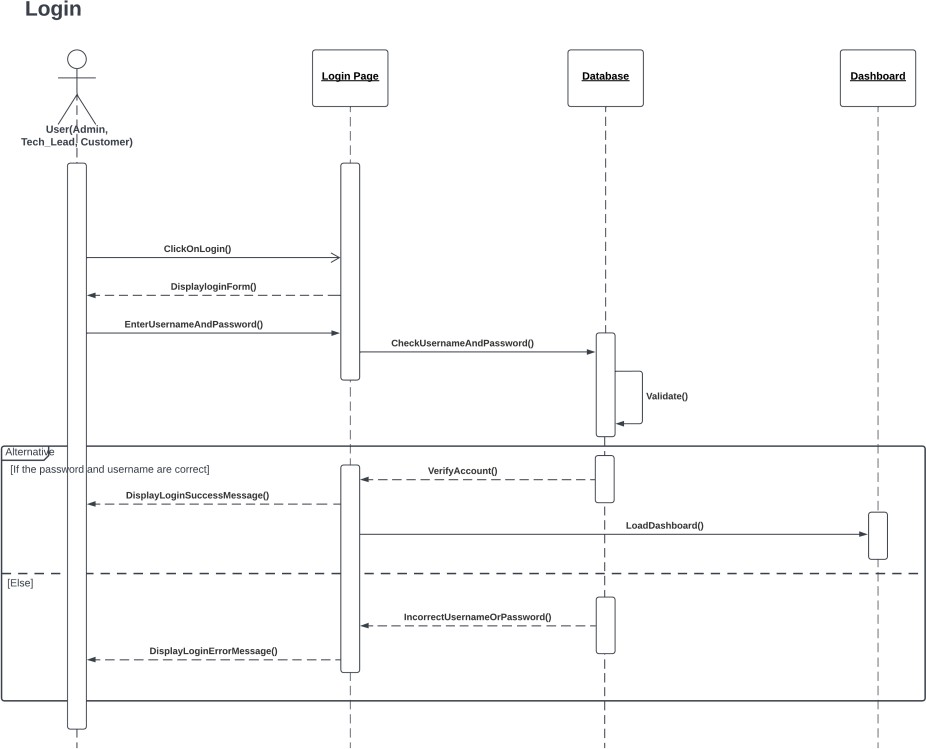 Login
Login Page
Database
Dashboard
User(Admin,
Tech_Lead, Customer)
ClickOnLogin()
DisplayloginForm()
EnterUsernameAndPassword()
CheckUsernameAndPassword()
Validate()
Alternative
[If the password and username are correct]
VerifyAccount()
DisplayLoginSuccessMessage()
LoadDashboard()
[Else]
IncorrectUsernameOrPassword()
DisplayLoginErrorMessage()